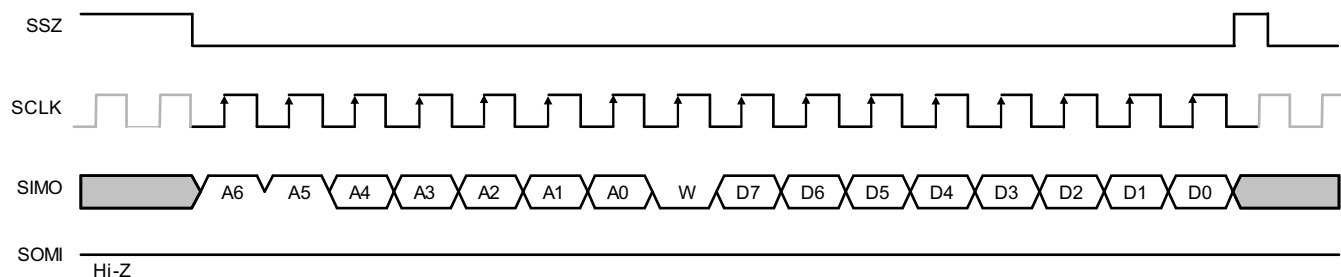 SSZ
SCLK
SIMO A6 A5 A4 A3 A2 A1 A0 W D7 D6 D5 D4 D3 D2 D1 D0
SOMI
Hi-Z